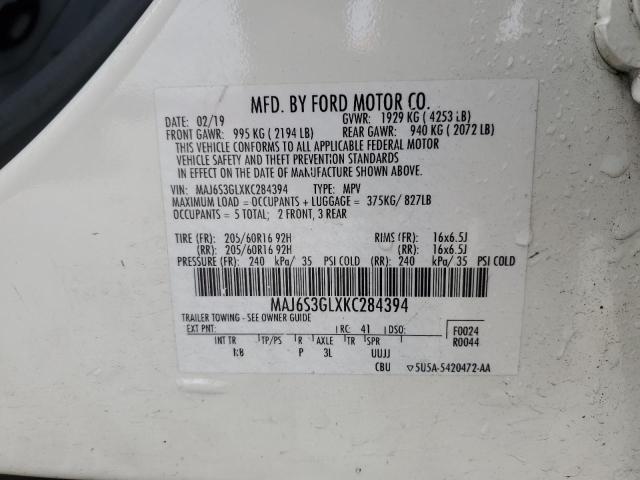 MFD. BY FORD MOTOR CO.
DATE: 02/19 GVWR: 1929 KG ( 4253 LB)
FRONT GAWR: 995 KG ( 2194 LB) REAR GAWR: 940 KG ( 2072 LB)
THIS VEHICLE CONFORMS TO ALL APPLICABLE FEDERAL MOTOR
VEHICLE SAFETY AND THEFT PREVENTION STANDARDS
IN EFFECT ON THE DATE OF MANUFACTURE SHOWN ABOVE.
VIN: MAJ6S3GLXKC284394 TYPE: MPV
MAXIMUM LOAD = OCCUPANTS + LUGGAGE = 375KG/ 827LB
OCCUPANTS: 5 TOTAL; 2 FRONT, 3 REAR
TIRE (FR): 205/60R16 92H RIMS (FR): 16x6.5J
(RR): 205/60R16 92H (RR): 16x6.5J
PRESSURE (FR): 240 kPa/ 35 PSI COLD (RR): 240 kPa/ 35 PSI COLD
MAJ6S3GLXKC284394
TRAILER TOWING - SEE OWNER GUIDE
EXT PNT: RC: 41 DSO: F0024
INT TR TP/PS R AXLE TR SPR R0044
P 3L UUJJ
CBU ▽5U5A-5420472-AA